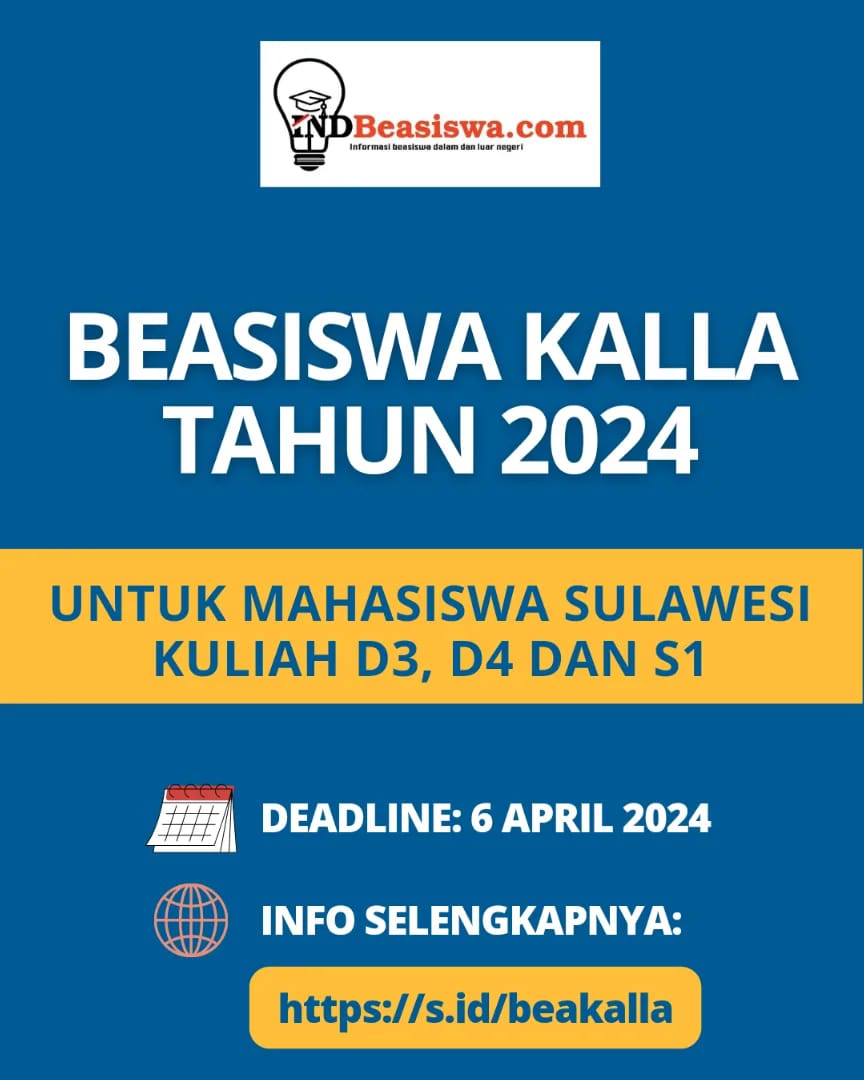 INDBeasiswa.com
Informasi beasiswa dalam dan luar negeri
BEASISWA KALLA
TAHUN 2024
UNTUK MAHASISWA SULAWESI
KULIAH D3, D4 DAN S1
DEADLINE: 6 APRIL 2024
INFO SELENGKAPNYA:
https://s.id/beakalla